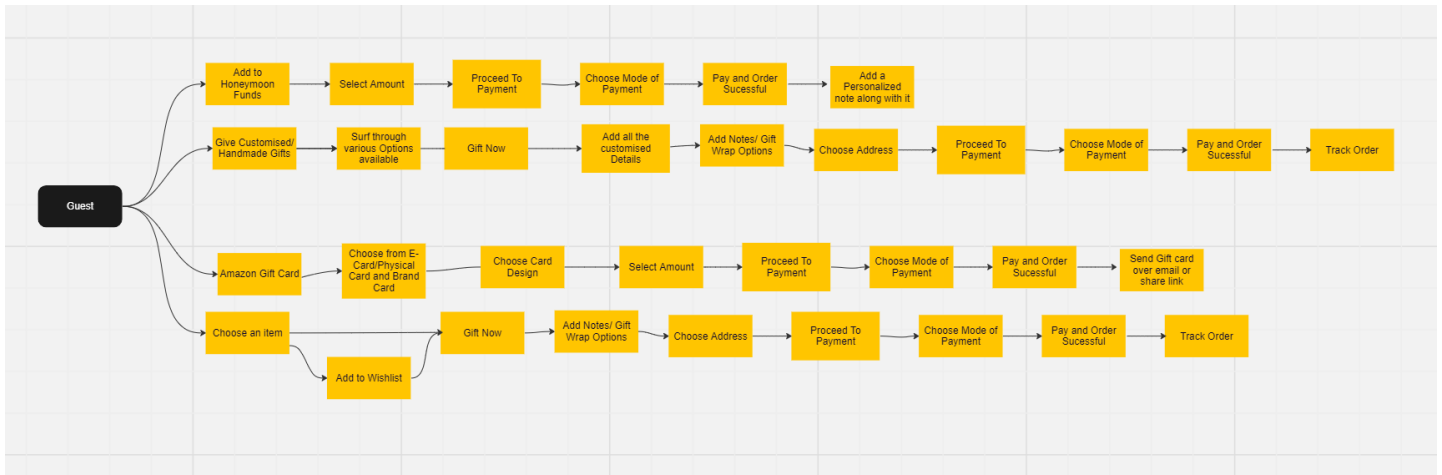 Add to
Honeymoon
Funds
Select Amount
Proceed To
Payment
Choose Mode of
Payment
Pay and Order
Sucessful
Add a
Personalized
note along with it
Give Customised/
Handmade Gifts
Surf through
various Options
available
Gift Now
Add all the
customised
Details
Add Notes/ Gift
Wrap Options
Choose Address
Proceed To
Payment
Choose Mode of
Payment
Pay and Order
Sucessful
Track Order
Guest
Amazon Gift Card
Choose from E-
Card/Physical
Card and Brand
Card
Choose Card
Design
Select Amount
Proceed To
Payment
Choose Mode of
Payment
Pay and Order
Sucessful
Send Gift card
over email or
share link
Choose an item
Gift Now
Add Notes/ Gift
Wrap Options
Choose Address
Proceed To
Payment
Choose Mode of
Payment
Pay and Order
Sucessful
Track Order
Add to Wishlist